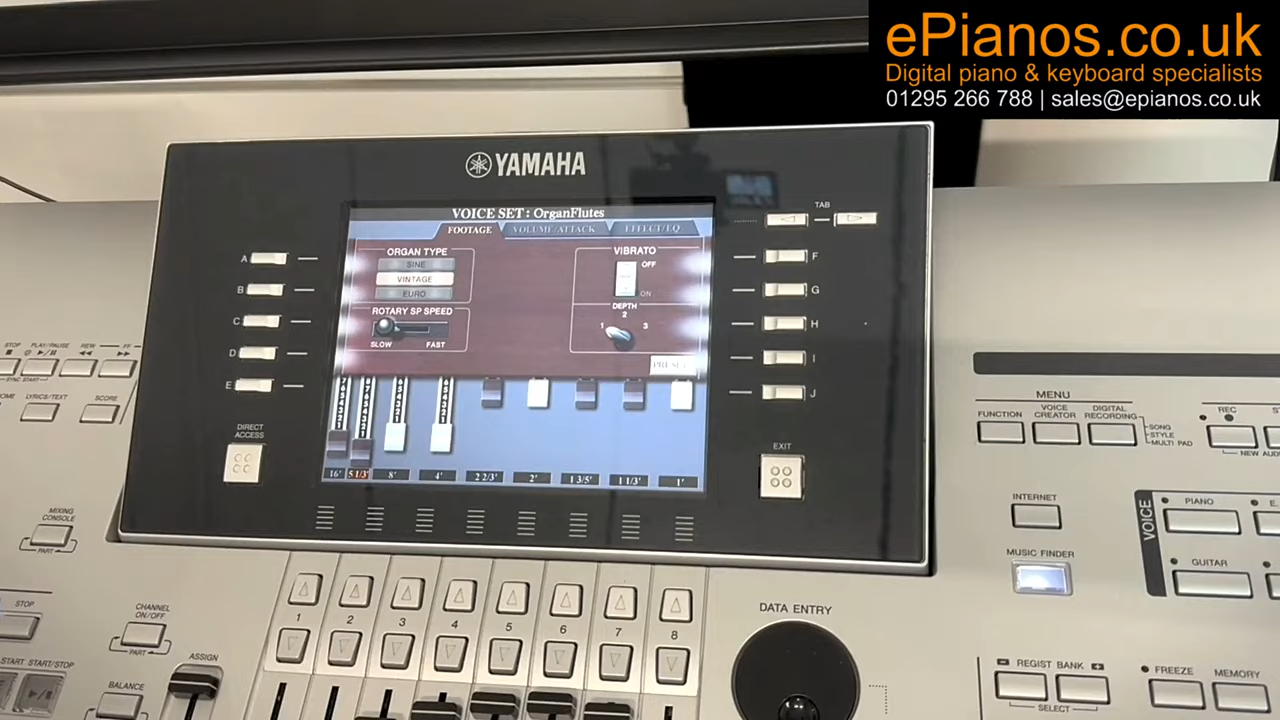 ePianos.co.uk
Digital piano & keyboard specialists
01295 266 788 | sales@epianos.co.uk
YAMAHA
VOICE SET : OrganFlutes
FOOTAGE VOLUME/ATTACK EFFECT/EQ
ORGAN TYPE
SINE
VINTAGE
EURO
ROTARY SP SPEED
SLOW FAST
VIBRATO
OFF
ON
DEPTH
1 2 3
PRESET
16' 5 1/3' 8' 4' 2 2/3' 2' 1 3/5' 1 1/3' 1'
TAB
A
B
C
D
E
F
G
H
I
J
DIRECT
ACCESS
EXIT
STOP PLAY/PAUSE REW FF
SYNC START
LYRICS/TEXT SCORE
MIXING
CONSOLE
PART
STOP
CHANNEL
ON/OFF
PART
START START/STOP
BALANCE
ASSIGN
1 2 3 4 5 6 7 8
DATA ENTRY
MENU
FUNCTION
VOICE
CREATOR
DIGITAL
RECORDING
SONG
STYLE
MULTI PAD
REC
INTERNET
MUSIC FINDER
VOICE
PIANO
GUITAR
REGIST BANK
SELECT
FREEZE MEMORY